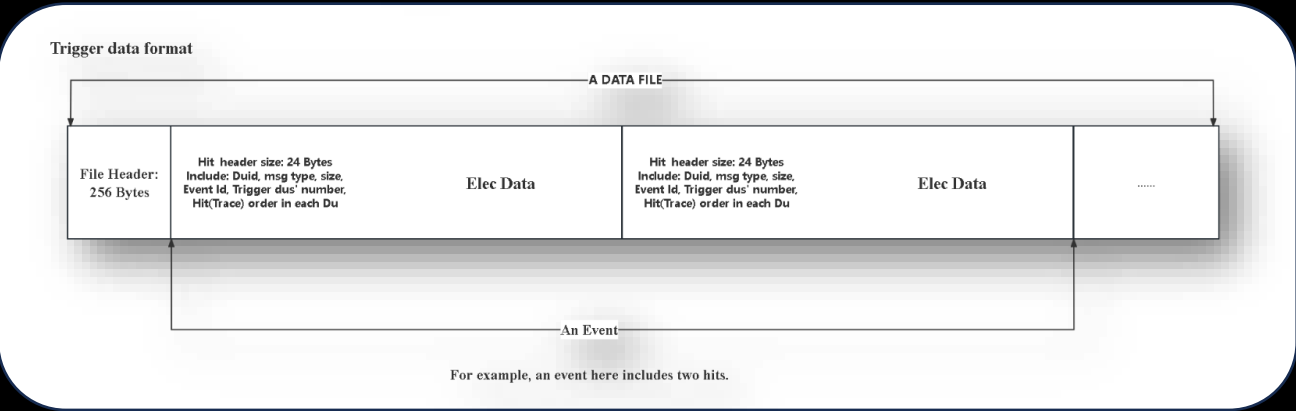 Trigger data format
A DATA FILE
File Header:
256 Bytes
Hit header size: 24 Bytes
Include: Duid, msg type, size,
Event Id, Trigger dus' number,
Hit(Trace) order in each Du
Elec Data
Hit header size: 24 Bytes
Include: Duid, msg type, size,
Event Id, Trigger dus' number,
Hit(Trace) order in each Du
Elec Data
......
An Event
For example, an event here includes two hits.